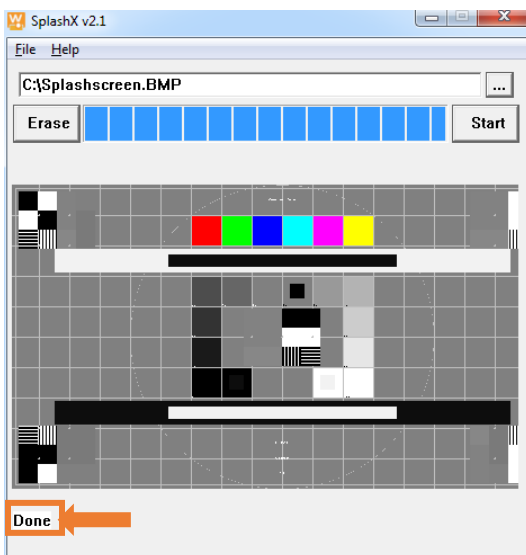 SplashX v2.1
File Help
C:\Splashscreen.BMP ...
Erase Start
Done